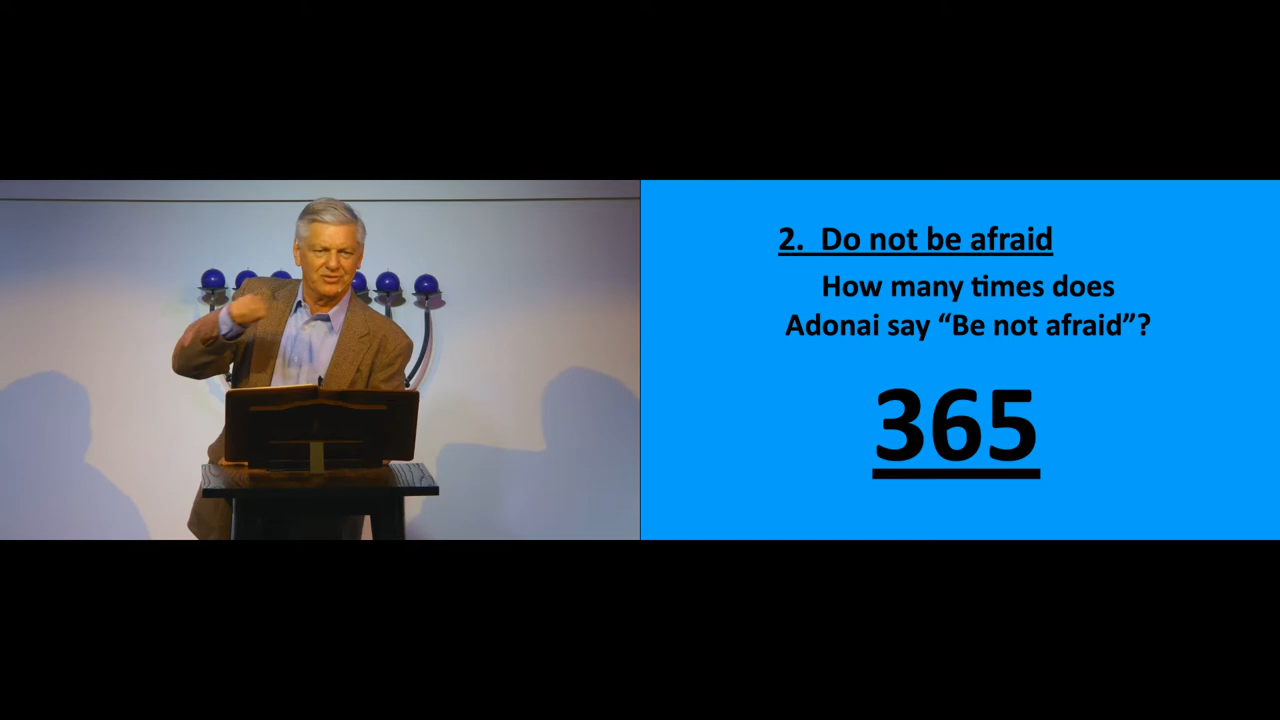 2. Do not be afraid
How many times does
Adonai say “Be not afraid”?
365